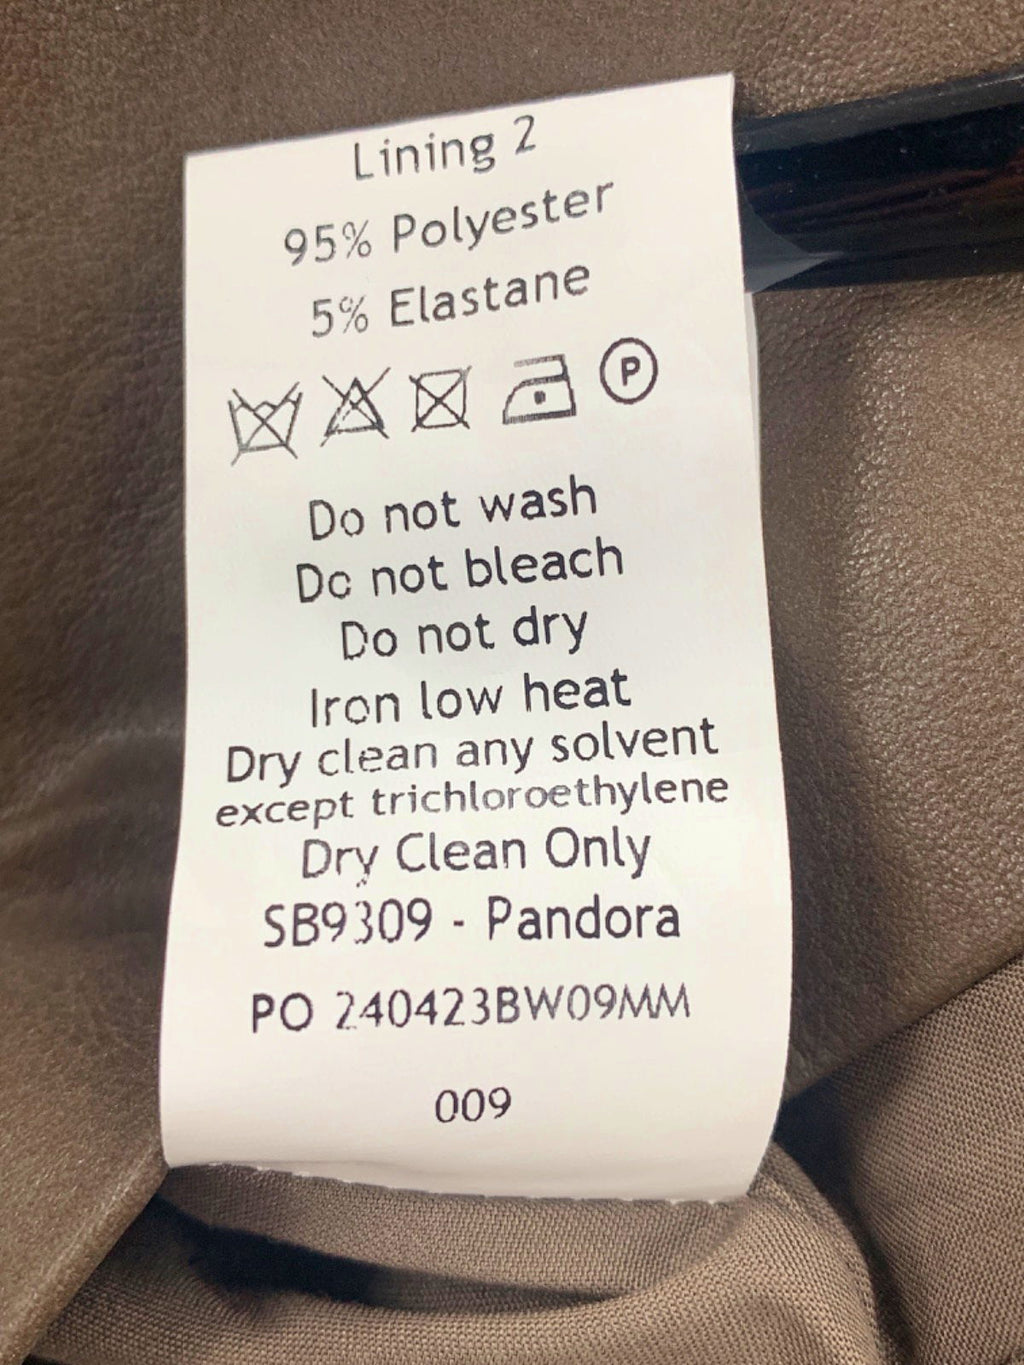 Lining 2
95% Polyester
5% Elastane
P
Do not wash
Do not bleach
Do not dry
Iron low heat
Dry clean any solvent
except trichloroethylene
Dry Clean Only
SB9309 - Pandora
PO 240423BW09MM
009